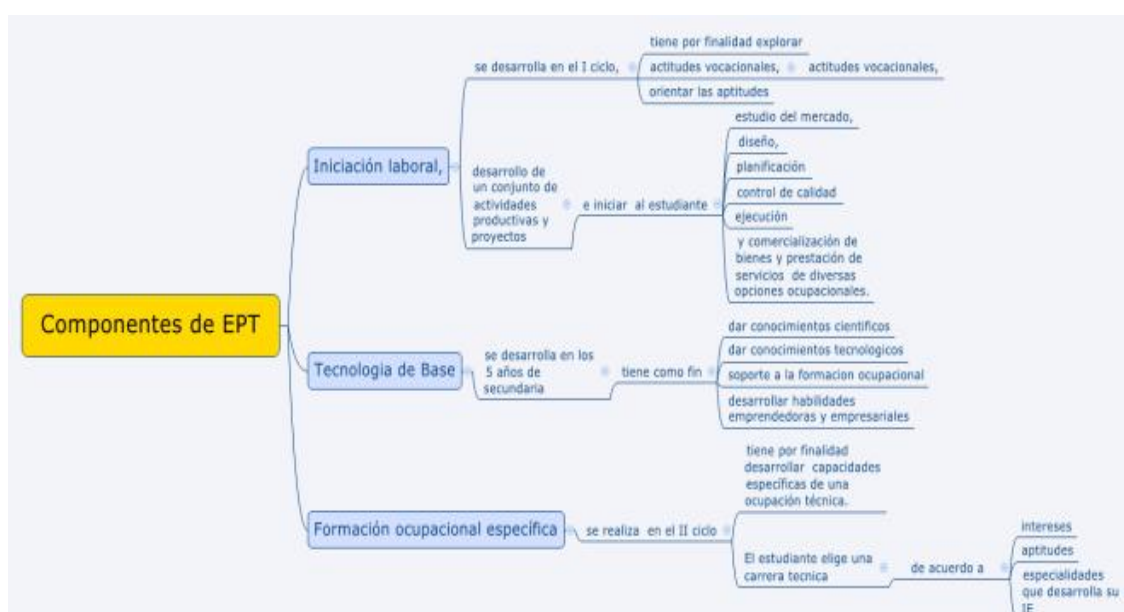 Componentes de EPT
Iniciación laboral,
se desarrolla en el I ciclo,
tiene por finalidad explorar
actitudes vocacionales,
actitudes vocacionales,
orientar las aptitudes
desarrollo de
un conjunto de
actividades
productivas y
proyectos
e iniciar al estudiante
estudio del mercado,
diseño,
planificación
control de calidad
ejecución
y comercialización de
bienes y prestación de
servicios de diversas
opciones ocupacionales.
Tecnologia de Base
se desarrolla en los
5 años de
secundaria
tiene como fin
dar conocimientos cientificos
dar conocimientos tecnologicos
soporte a la formacion ocupacional
desarrollar habilidades
emprendedoras y empresariales
Formación ocupacional específica
se realiza en el II ciclo
tiene por finalidad
desarrollar capacidades
específicas de una
ocupación técnica.
El estudiante elige una
carrera tecnica
de acuerdo a
intereses
aptitudes
especialidades
que desarrolla su
IE